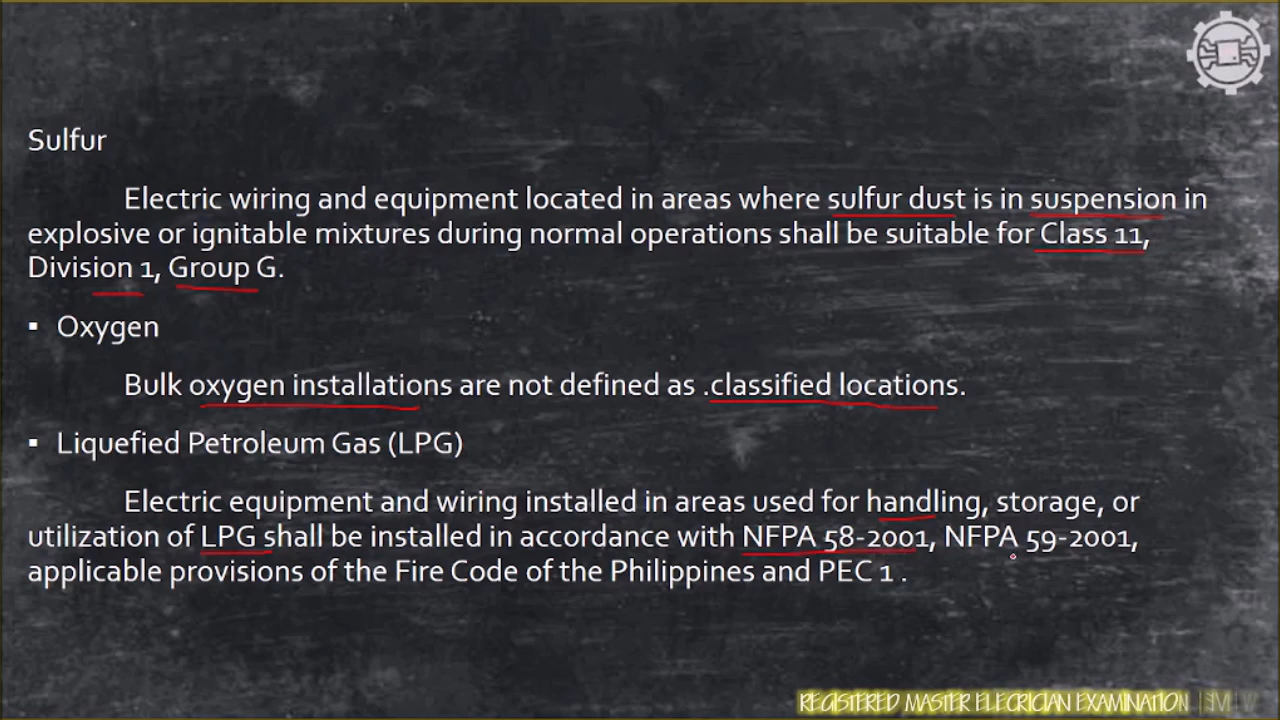 Sulfur
Electric wiring and equipment located in areas where sulfur dust is in suspension in
explosive or ignitable mixtures during normal operations shall be suitable for Class 11,
Division 1, Group G.
▪ Oxygen
Bulk oxygen installations are not defined as .classified locations.
▪ Liquefied Petroleum Gas (LPG)
Electric equipment and wiring installed in areas used for handling, storage, or
utilization of LPG shall be installed in accordance with NFPA 58-2001, NFPA 59-2001,
applicable provisions of the Fire Code of the Philippines and PEC 1 .
REGISTERED MASTER ELECRICIAN EXAMINATION